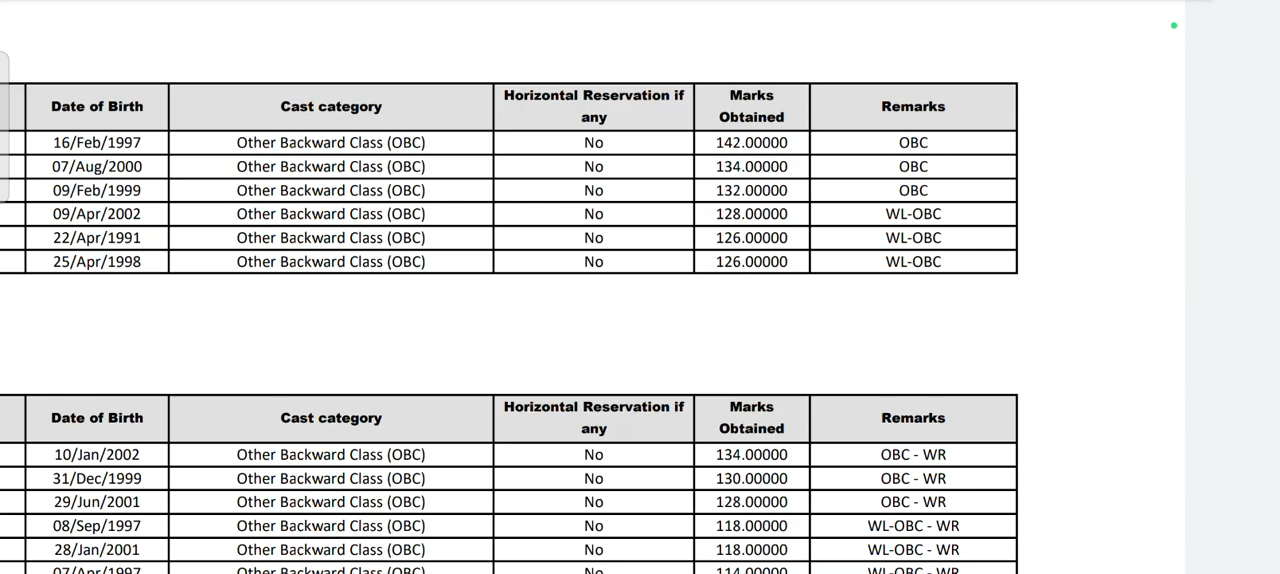 Date of Birth Cast category Horizontal Reservation if any Marks Obtained Remarks
16/Feb/1997 Other Backward Class (OBC) No 142.00000 OBC
07/Aug/2000 Other Backward Class (OBC) No 134.00000 OBC
09/Feb/1999 Other Backward Class (OBC) No 132.00000 OBC
09/Apr/2002 Other Backward Class (OBC) No 128.00000 WL-OBC
22/Apr/1991 Other Backward Class (OBC) No 126.00000 WL-OBC
25/Apr/1998 Other Backward Class (OBC) No 126.00000 WL-OBC
Date of Birth Cast category Horizontal Reservation if any Marks Obtained Remarks
10/Jan/2002 Other Backward Class (OBC) No 134.00000 OBC - WR
31/Dec/1999 Other Backward Class (OBC) No 130.00000 OBC - WR
29/Jun/2001 Other Backward Class (OBC) No 128.00000 OBC - WR
08/Sep/1997 Other Backward Class (OBC) No 118.00000 WL-OBC - WR
28/Jan/2001 Other Backward Class (OBC) No 118.00000 WL-OBC - WR
07/Apr/1997 Other Backward Class (OBC) No 114.00000 WL-OBC - WR